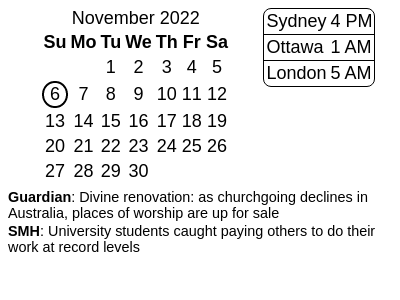 November 2022
Su Mo Tu We Th Fr Sa
1 2 3 4 5
6 7 8 9 10 11 12
13 14 15 16 17 18 19
20 21 22 23 24 25 26
27 28 29 30
Sydney 4 PM
Ottawa 1 AM
London 5 AM
Guardian: Divine renovation: as churchgoing declines in
Australia, places of worship are up for sale
SMH: University students caught paying others to do their
work at record levels